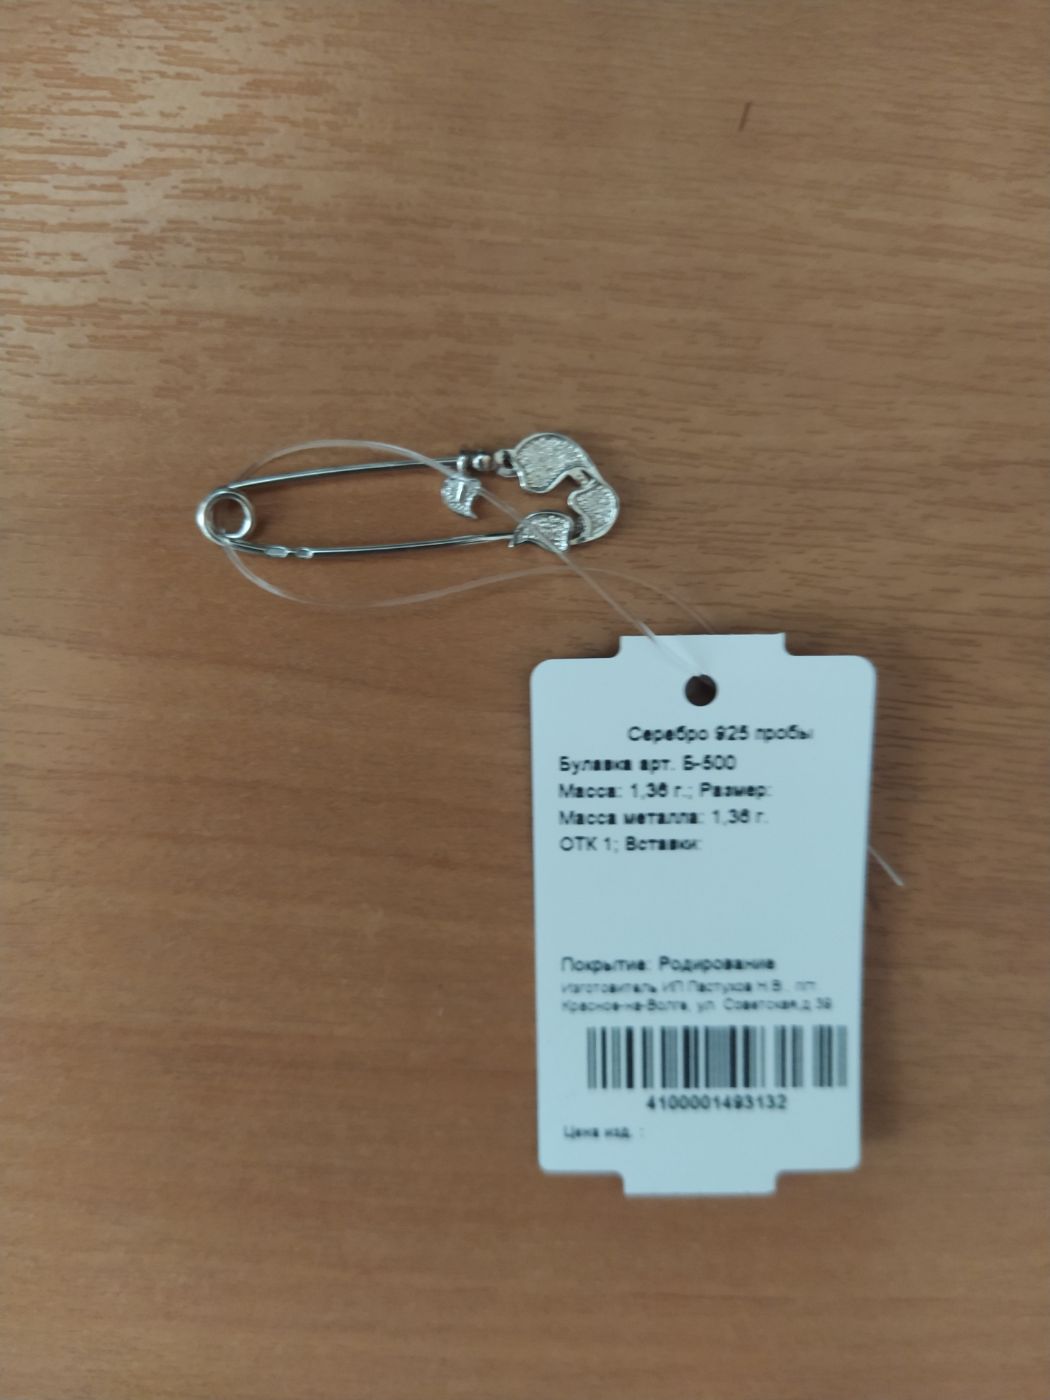 Серебро 925 пробы
Булавка арт. Б-500
Масса: 1,36 г.; Размер:
Масса металла: 1,36 г.
ОТК 1; Вставки:
Покрытие: Родирование
Изготовитель ИП Пастухов Н.В., пгт.
Красное-на-Волге, ул. Советская,д.39
4100001493132
Цена изд. :